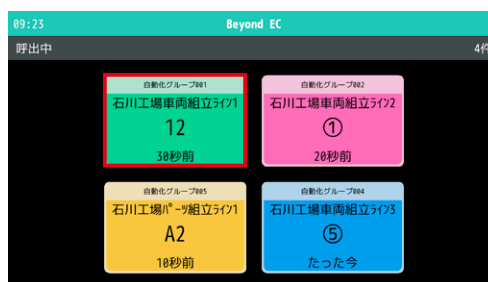 09:23
Beyond EC
呼出中
4件
自動化グループ001
石川工場車両組立ﾗｲﾝ1
12
30秒前
自動化グループ002
石川工場車両組立ﾗｲﾝ2
①
20秒前
自動化グループ005
石川工場ﾊﾟｰﾂ組立ﾗｲﾝ1
A2
10秒前
自動化グループ004
石川工場車両組立ﾗｲﾝ3
⑤
たった今